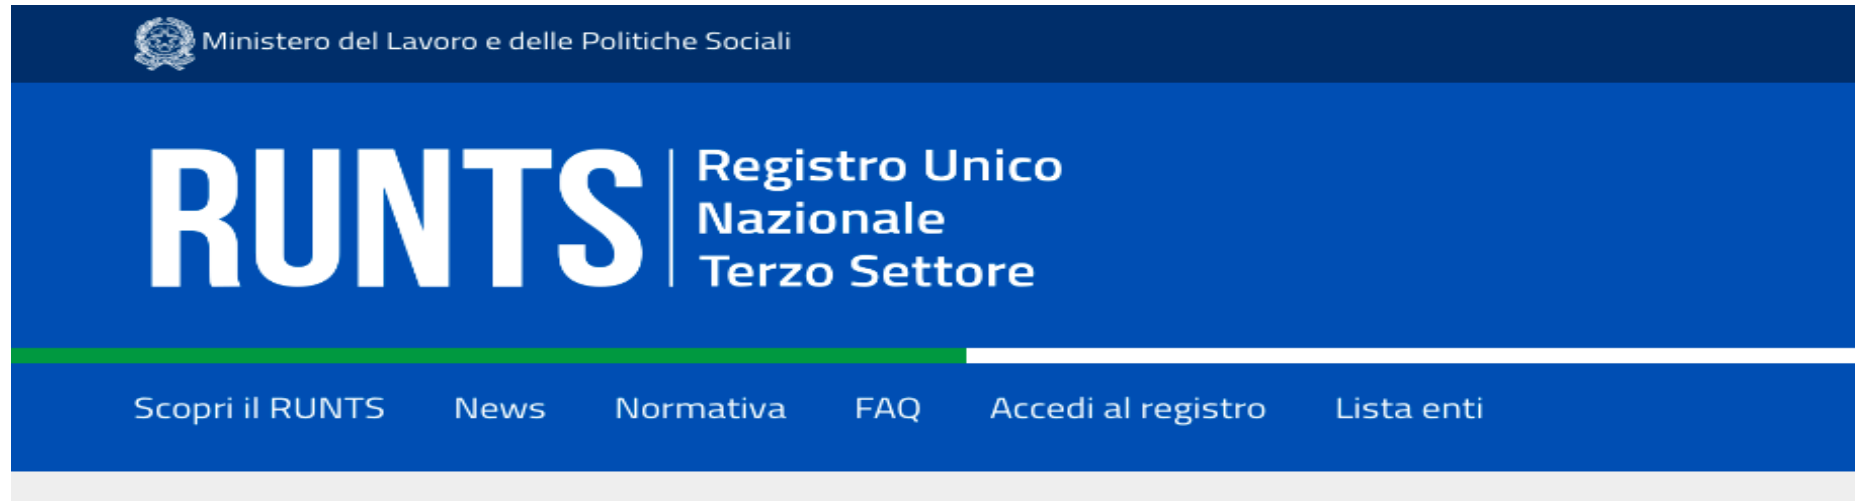 Ministero del Lavoro e delle Politiche Sociali
RUNTS
Registro Unico
Nazionale
Terzo Settore
Scopri il RUNTS News Normativa FAQ Accedi al registro Lista enti